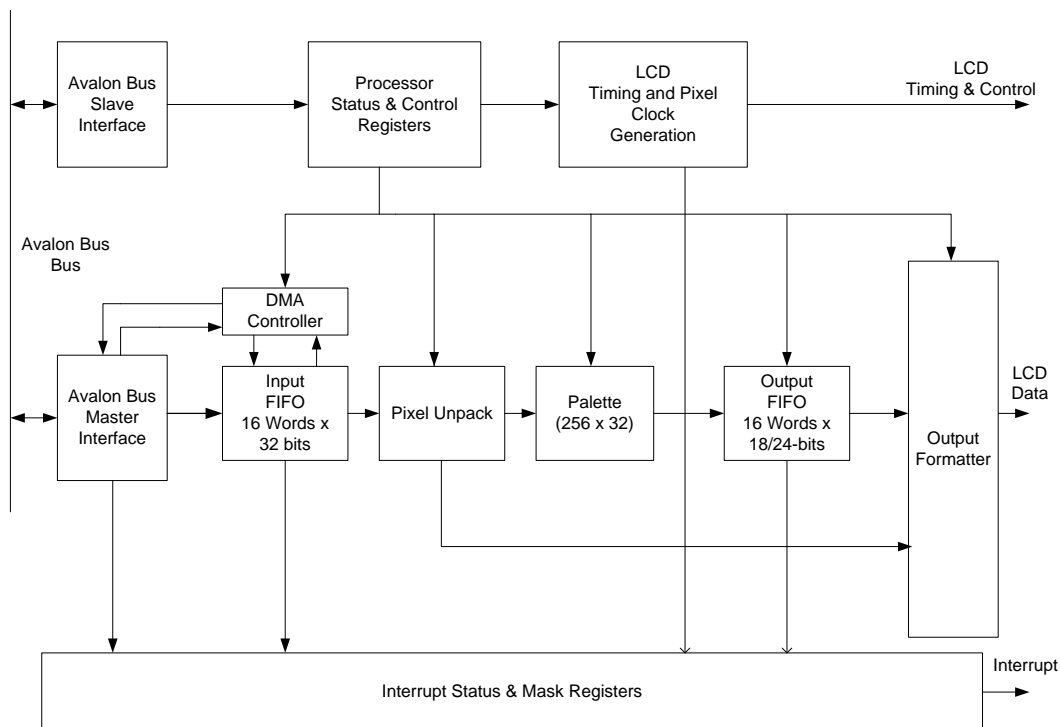 Avalon Bus
Slave
Interface
Processor
Status & Control
Registers
LCD
Timing and Pixel
Clock
Generation
LCD
Timing & Control
Avalon Bus
Bus
DMA
Controller
Avalon Bus
Master
Interface
Input
FIFO
16 Words x
32 bits
Pixel Unpack
Palette
(256 x 32)
Output
FIFO
16 Words x
18/24-bits
Output
Formatter
LCD
Data
Interrupt Status & Mask Registers
Interrupt